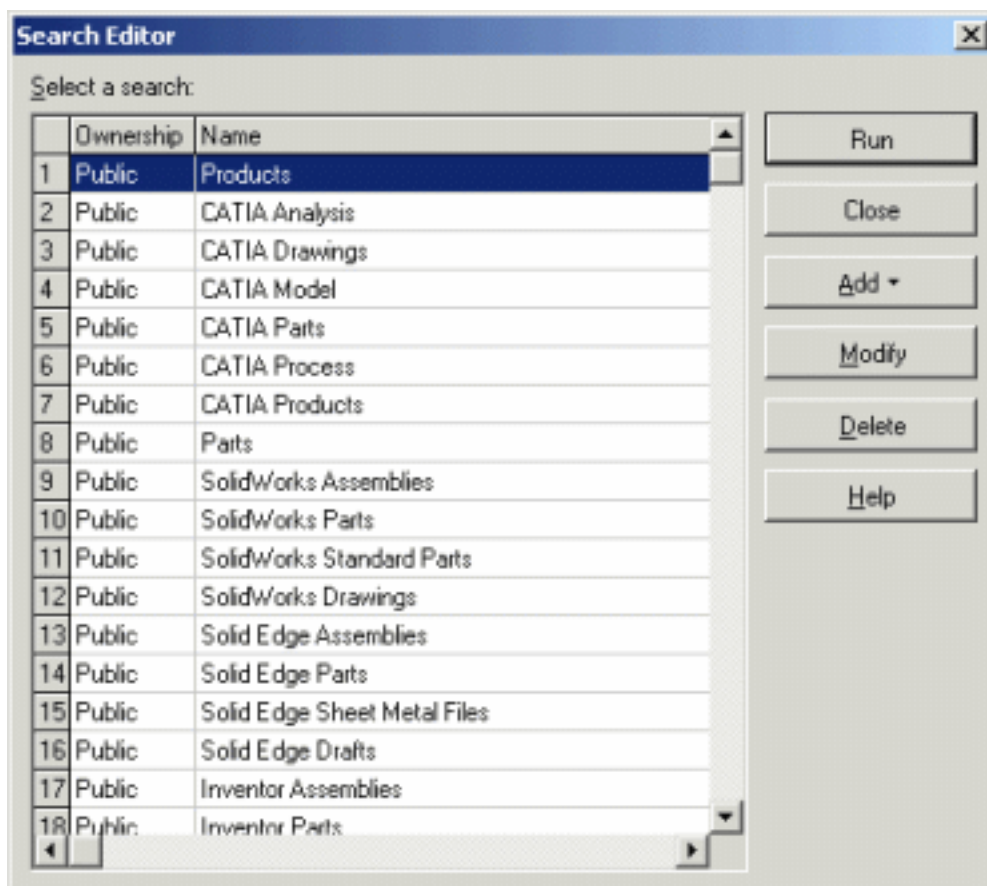 Search Editor
Select a search:
Ownership Name
1 Public Products
2 Public CATIA Analysis
3 Public CATIA Drawings
4 Public CATIA Model
5 Public CATIA Parts
6 Public CATIA Process
7 Public CATIA Products
8 Public Parts
9 Public SolidWorks Assemblies
10 Public SolidWorks Parts
11 Public SolidWorks Standard Parts
12 Public SolidWorks Drawings
13 Public Solid Edge Assemblies
14 Public Solid Edge Parts
15 Public Solid Edge Sheet Metal Files
16 Public Solid Edge Drafts
17 Public Inventor Assemblies
18 Public Inventor Parts
Run
Close
Add
Modify
Delete
Help